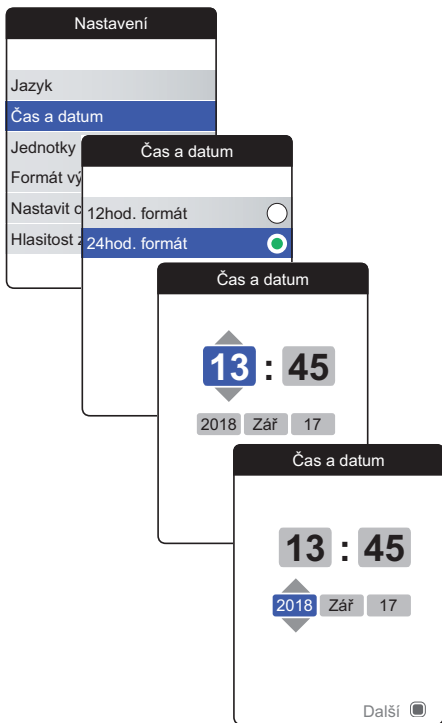 Nastavení
Jazyk
Čas a datum
Jednotky
Formát vý
Nastavit
Hlasitost
Čas a datum
12hod. formát
24hod. formát
Čas a datum
13 : 45
2018 Zář 17
Čas a datum
13 : 45
2018 Zář 17
Další